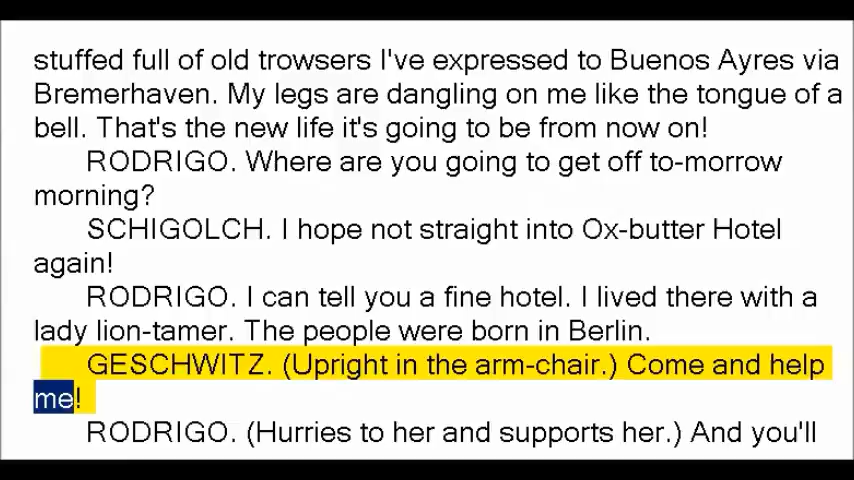 stuffed full of old trowsers I've expressed to Buenos Ayres via
Bremerhaven. My legs are dangling on me like the tongue of a
bell. That's the new life it's going to be from now on!
RODRIGO. Where are you going to get off to-morrow
morning?
SCHIGOLCH. I hope not straight into Ox-butter Hotel
again!
RODRIGO. I can tell you a fine hotel. I lived there with a
lady lion-tamer. The people were born in Berlin.
GESCHWITZ. (Upright in the arm-chair.) Come and help
me!
RODRIGO. (Hurries to her and supports her.) And you'll